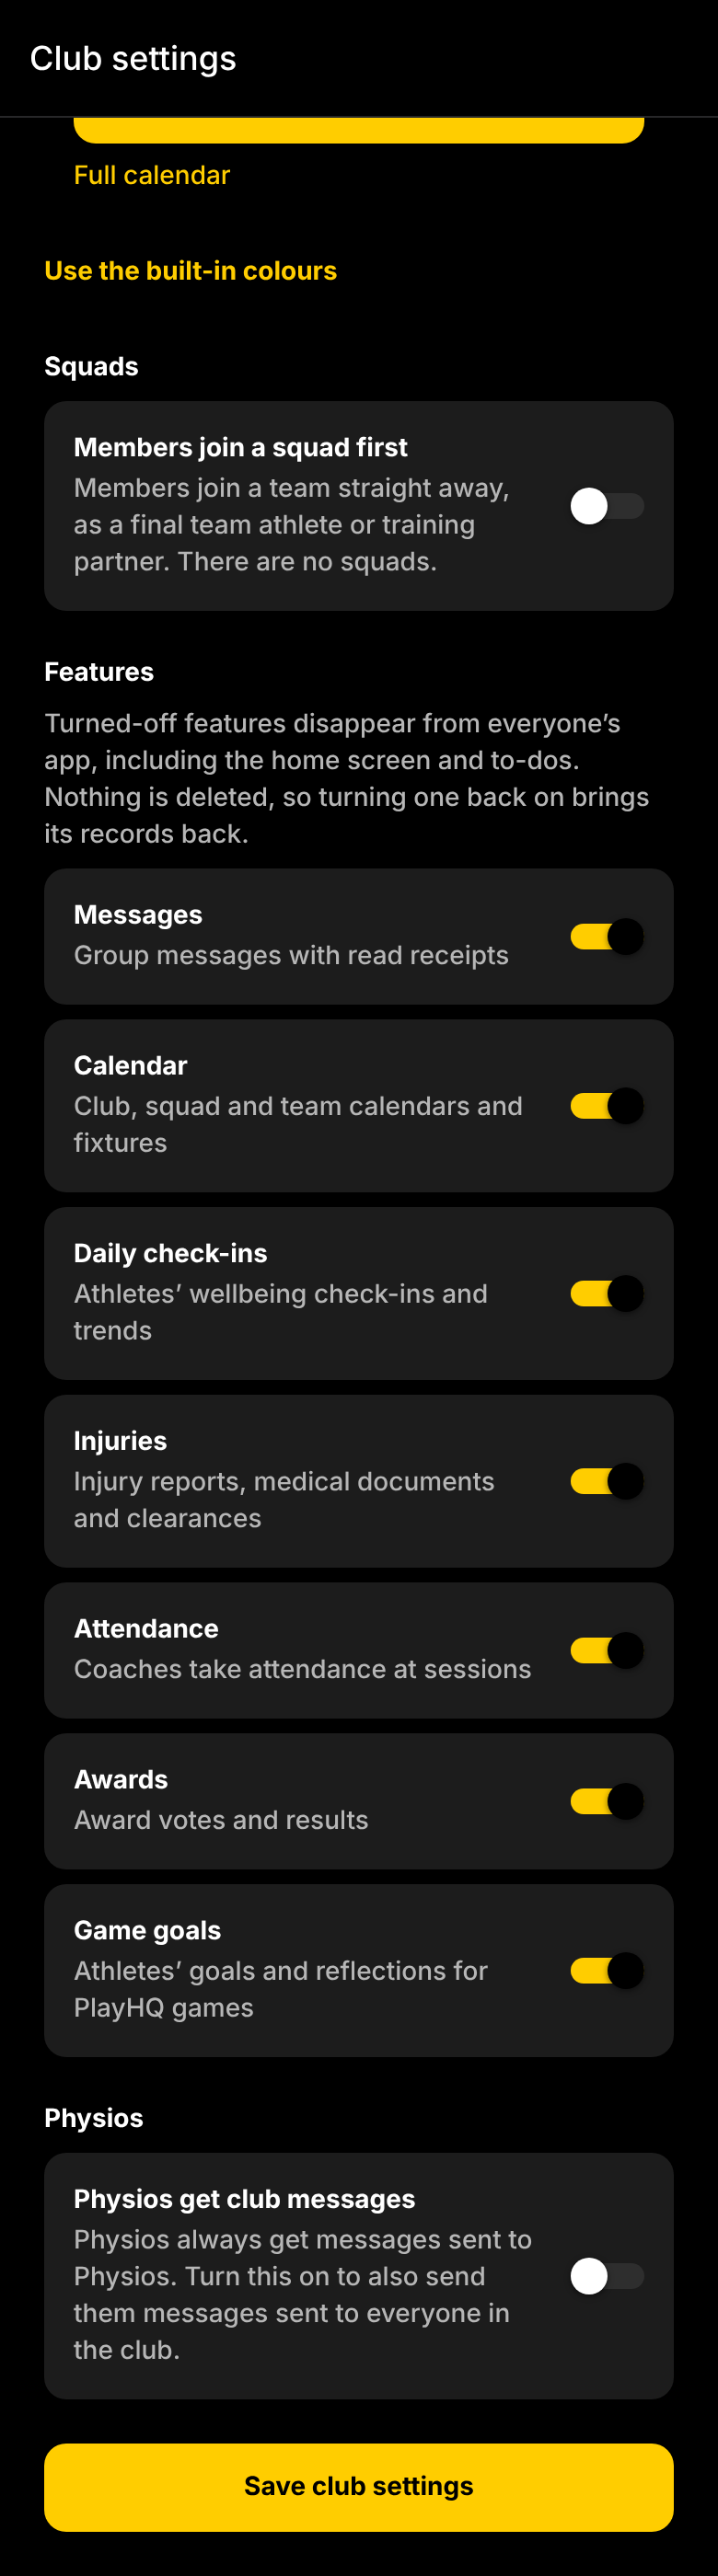 Club settings
Full calendar
Use the built-in colours
Squads
Members join a squad first
Members join a team straight away,
as a final team athlete or training
partner. There are no squads.
Features
Turned-off features disappear from everyone’s
app, including the home screen and to-dos.
Nothing is deleted, so turning one back on brings
its records back.
Messages
Group messages with read receipts
Calendar
Club, squad and team calendars and
fixtures
Daily check-ins
Athletes’ wellbeing check-ins and
trends
Injuries
Injury reports, medical documents
and clearances
Attendance
Coaches take attendance at sessions
Awards
Award votes and results
Game goals
Athletes’ goals and reflections for
PlayHQ games
Physios
Physios get club messages
Physios always get messages sent to
Physios. Turn this on to also send
them messages sent to everyone in
the club.
Save club settings